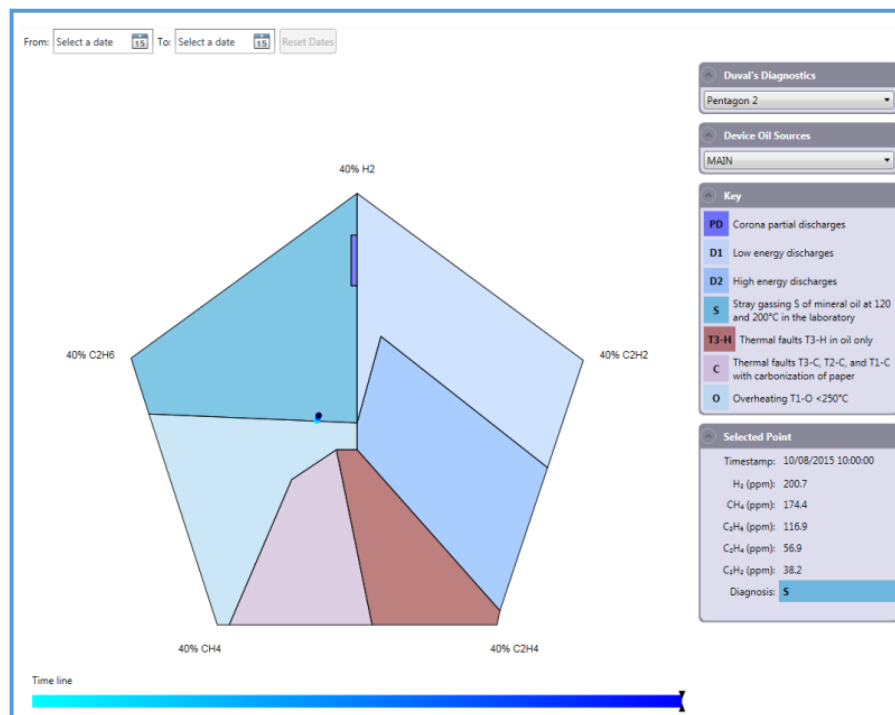 From: Select a date 15 To: Select a date 15 Reset Dates
Duval's Diagnostics
Pentagon 2
Device Oil Sources
MAIN
Key
PD Corona partial discharges
D1 Low energy discharges
D2 High energy discharges
S Stray gassing S of mineral oil at 120
and 200°C in the laboratory
T3-H Thermal faults T3-H in oil only
C Thermal faults T3-C, T2-C, and T1-C
with carbonization of paper
O Overheating T1-O <250°C
Selected Point
Timestamp: 10/08/2015 10:00:00
H₂ (ppm): 200.7
CH₄ (ppm): 174.4
C₂H₆ (ppm): 116.9
C₂H₄ (ppm): 56.9
C₂H₂ (ppm): 38.2
Diagnosis: S
40% H2
40% C2H6
40% C2H2
40% CH4
40% C2H4
Time line